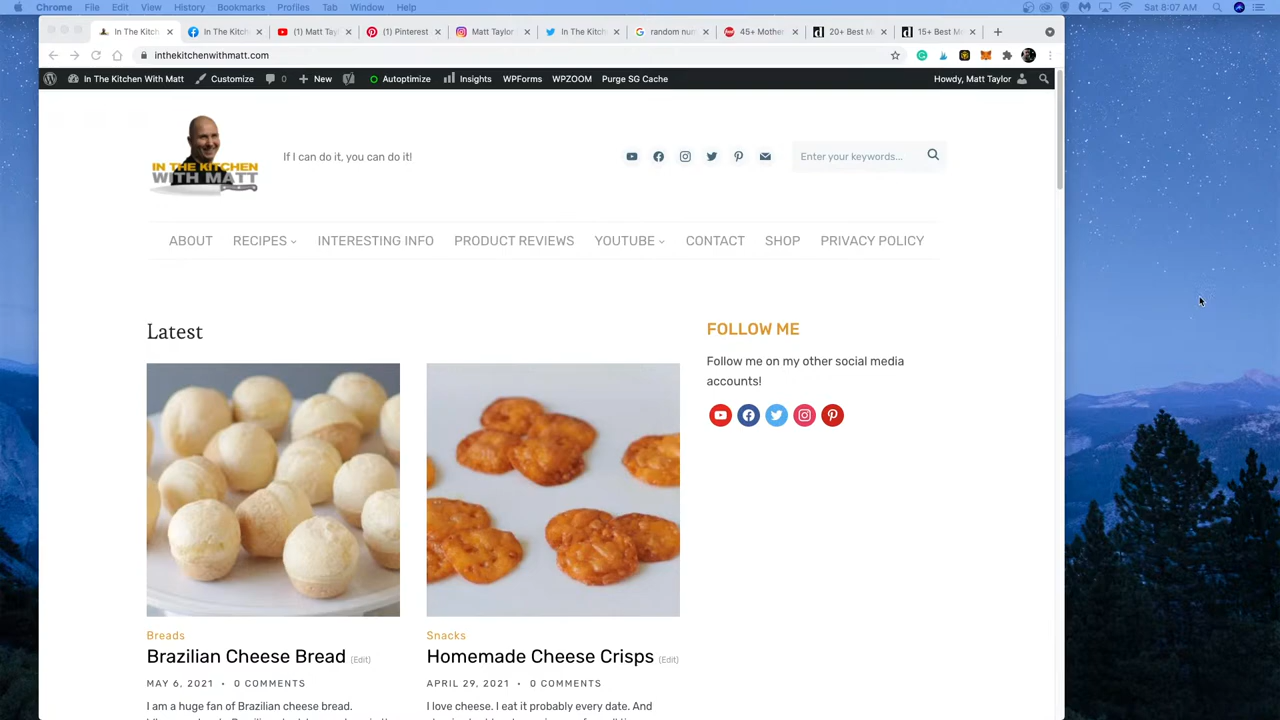 Chrome File Edit View History Bookmarks Profiles Tab Window Help Sat 8:07 AM
In The Kitch In The Kitch (1) Matt Tay (1) Pinterest Matt Taylor In The Kitch random num 45+ Mother 20+ Best M 15+ Best M
inthekitchenwithmatt.com
In The Kitchen With Matt Customize 0 New Autoptimize Insights WPForms WPZOOM Purge SG Cache Howdy, Matt Taylor
IN THE KITCHEN
WITH MATT
If I can do it, you can do it!
Enter your keywords...
ABOUT RECIPES INTERESTING INFO PRODUCT REVIEWS YOUTUBE CONTACT SHOP PRIVACY POLICY
Latest
FOLLOW ME
Follow me on my other social media
accounts!
Breads
Brazilian Cheese Bread (Edit)
MAY 6, 2021 • 0 COMMENTS
I am a huge fan of Brazilian cheese bread.
Snacks
Homemade Cheese Crisps (Edit)
APRIL 29, 2021 • 0 COMMENTS
I love cheese. I eat it probably every date. And